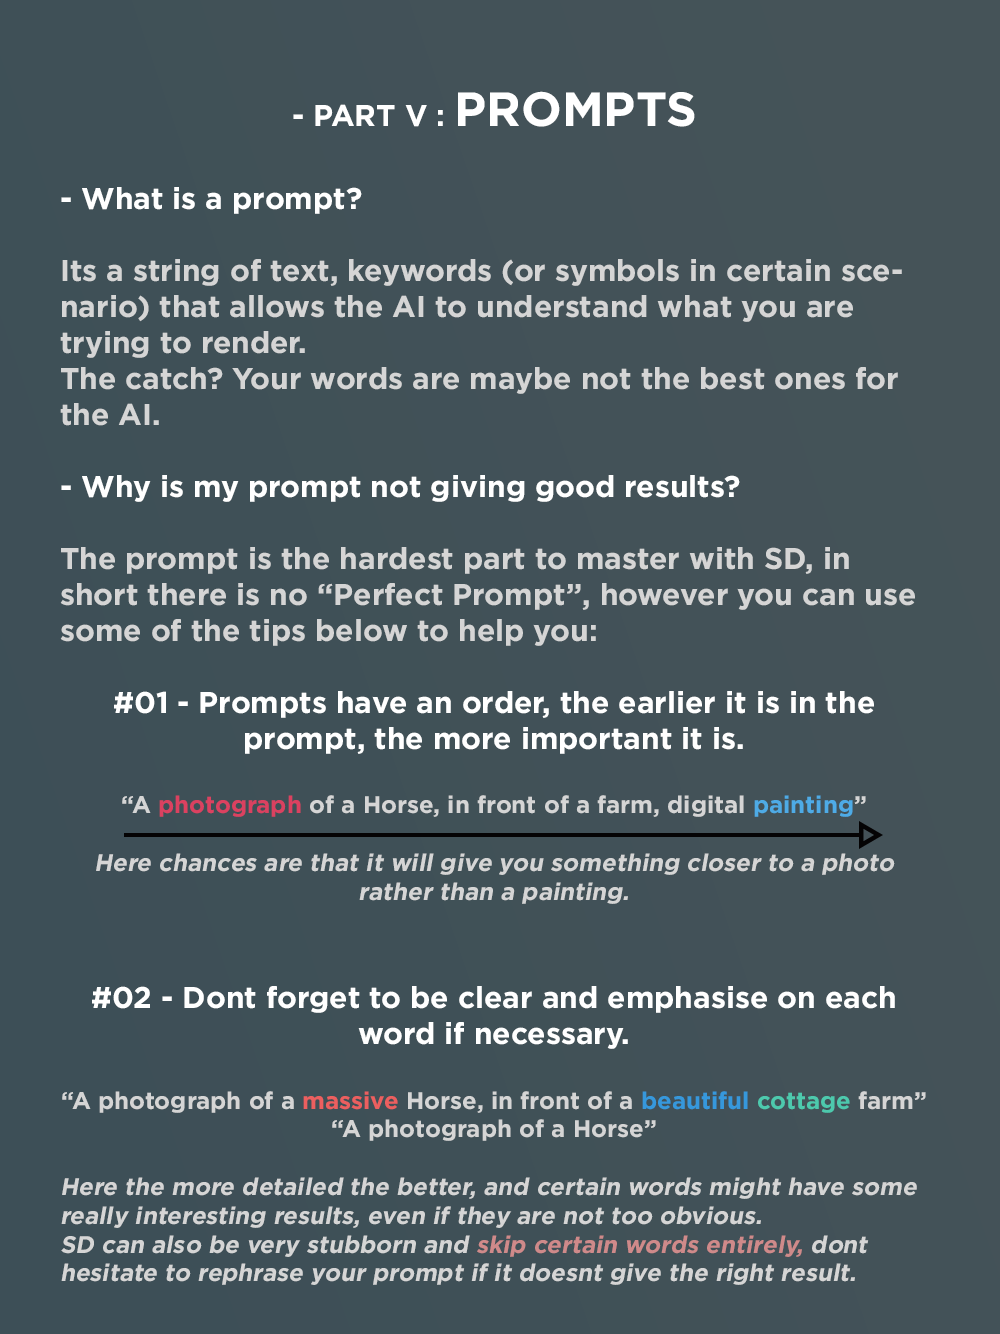 - PART V : PROMPTS
- What is a prompt?
Its a string of text, keywords (or symbols in certain sce-
nario) that allows the AI to understand what you are
trying to render.
The catch? Your words are maybe not the best ones for
the AI.
- Why is my prompt not giving good results?
The prompt is the hardest part to master with SD, in
short there is no “Perfect Prompt”, however you can use
some of the tips below to help you:
#01 - Prompts have an order, the earlier it is in the
prompt, the more important it is.
“A photograph of a Horse, in front of a farm, digital painting”
Here chances are that it will give you something closer to a photo
rather than a painting.
#02 - Dont forget to be clear and emphasise on each
word if necessary.
“A photograph of a massive Horse, in front of a beautiful cottage farm”
“A photograph of a Horse”
Here the more detailed the better, and certain words might have some
really interesting results, even if they are not too obvious.
SD can also be very stubborn and skip certain words entirely, dont
hesitate to rephrase your prompt if it doesnt give the right result.